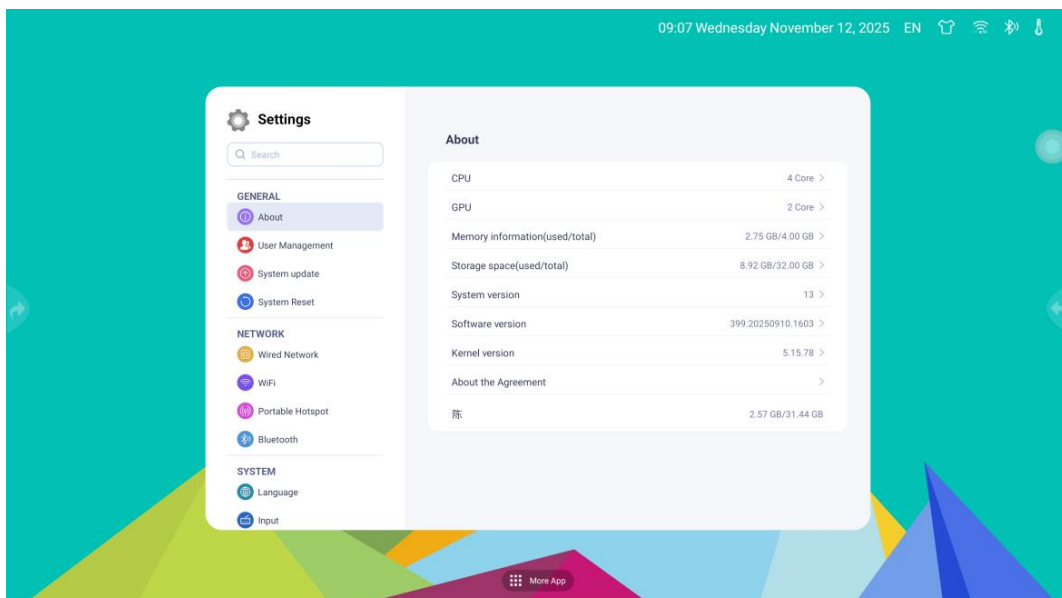 09:07 Wednesday November 12, 2025 EN
Settings
Search
GENERAL
About
User Management
System update
System Reset
NETWORK
Wired Network
WiFi
Portable Hotspot
Bluetooth
SYSTEM
Language
Input
About
CPU 4 Core >
GPU 2 Core >
Memory information(used/total) 2.75 GB/4.00 GB >
Storage space(used/total) 8.92 GB/32.00 GB >
System version 13 >
Software version 399.20250910.1603 >
Kernel version 5.15.78 >
About the Agreement >
陈 2.57 GB/31.44 GB
More App